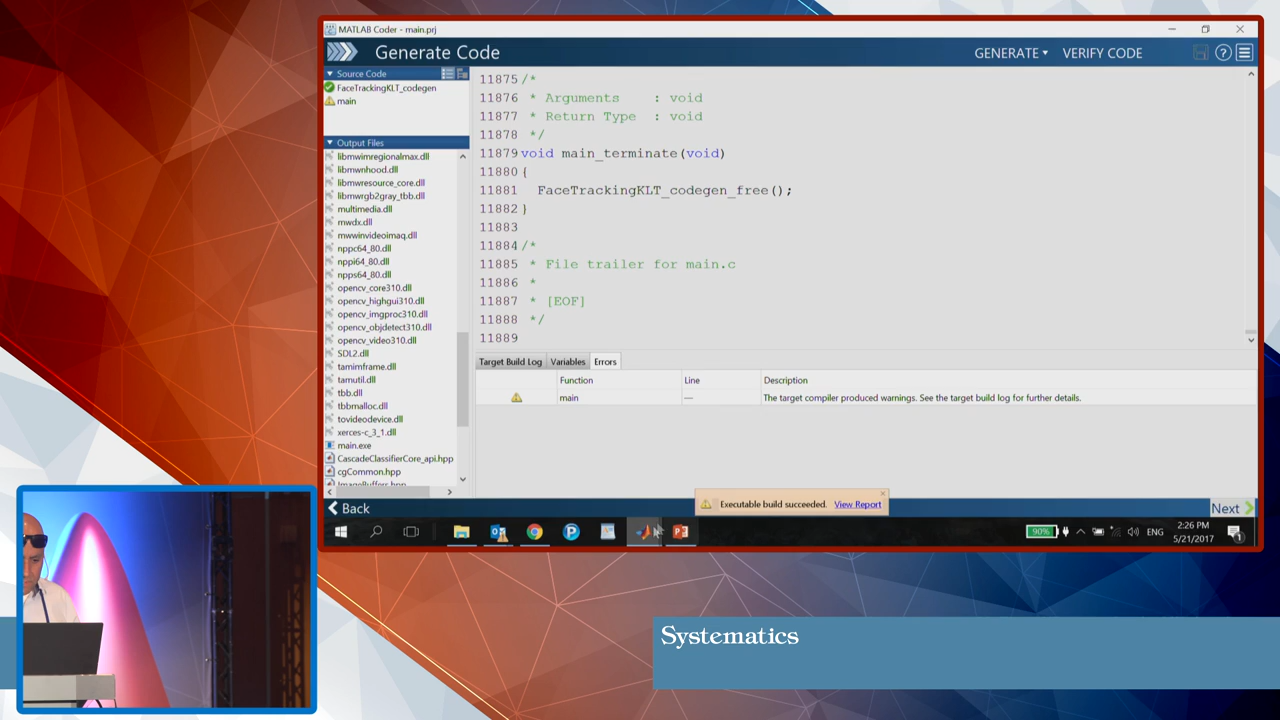 MATLAB Coder - main.prj
Generate Code
GENERATE
VERIFY CODE
Source Code
FaceTrackingKLT_codegen
main
Output Files
libmwimregionalmax.dll
libmwnhood.dll
libmwresource_core.dll
libmwrgb2gray_tbb.dll
multimedia.dll
mwdx.dll
mwwinvideoimaq.dll
nppc64_80.dll
nppi64_80.dll
npps64_80.dll
opencv_core310.dll
opencv_highgui310.dll
opencv_imgproc310.dll
opencv_objdetect310.dll
opencv_video310.dll
SDL2.dll
tamimframe.dll
tamutil.dll
tbb.dll
tbbmalloc.dll
tovideodevice.dll
xerces-c_3_1.dll
main.exe
CascadeClassifierCore_api.hpp
cgCommon.hpp
ImageBuffers.hpp
11875 /*
11876  * Arguments    : void
11877  * Return Type  : void
11878  */
11879 void main_terminate(void)
11880 {
11881   FaceTrackingKLT_codegen_free();
11882 }
11883
11884 /*
11885  * File trailer for main.c
11886  *
11887  * [EOF]
11888  */
11889
Target Build Log Variables Errors
Function Line Description
main — The target compiler produced warnings. See the target build log for further details.
Executable build succeeded. View Report
Back
Next
90%
ENG
2:26 PM
5/21/2017
1
Systematics